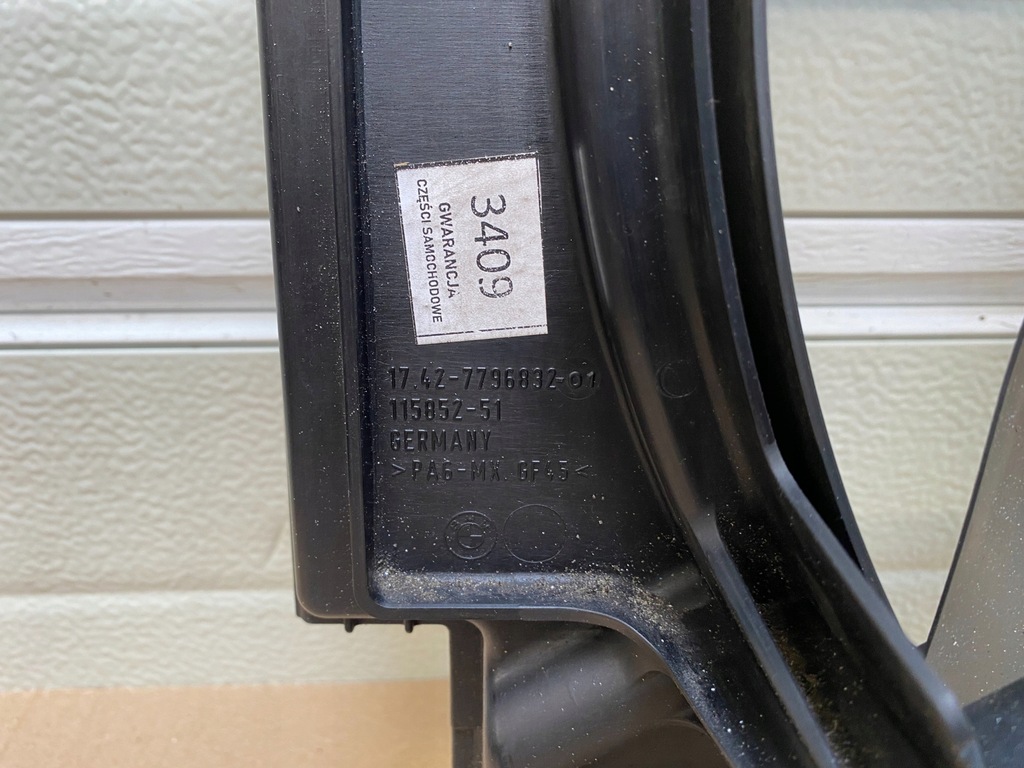 3409
GWARANCJA
CZĘŚCI SAMOCHODOWE
17.42-7796832-01
115852-51
GERMANY
>PA6-MX.GF45<